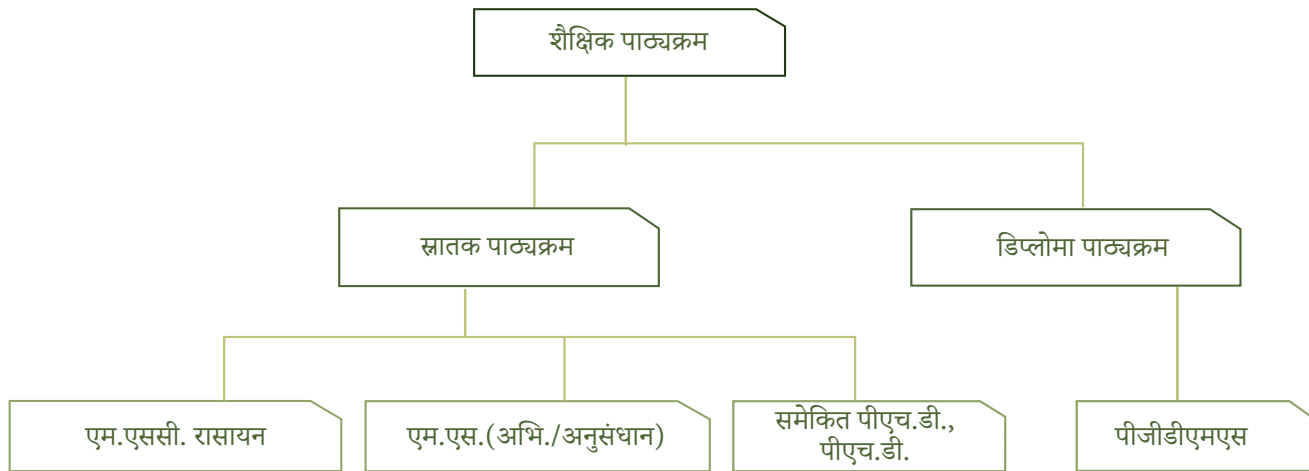 शैक्षिक पाठ्यक्रम
स्नातक पाठ्यक्रम
डिप्लोमा पाठ्यक्रम
एम.एससी. रासायन
एम.एस.(अभि./अनुसंधान)
समेकित पीएच.डी.,
पीएच.डी.
पीजीडीएमएस